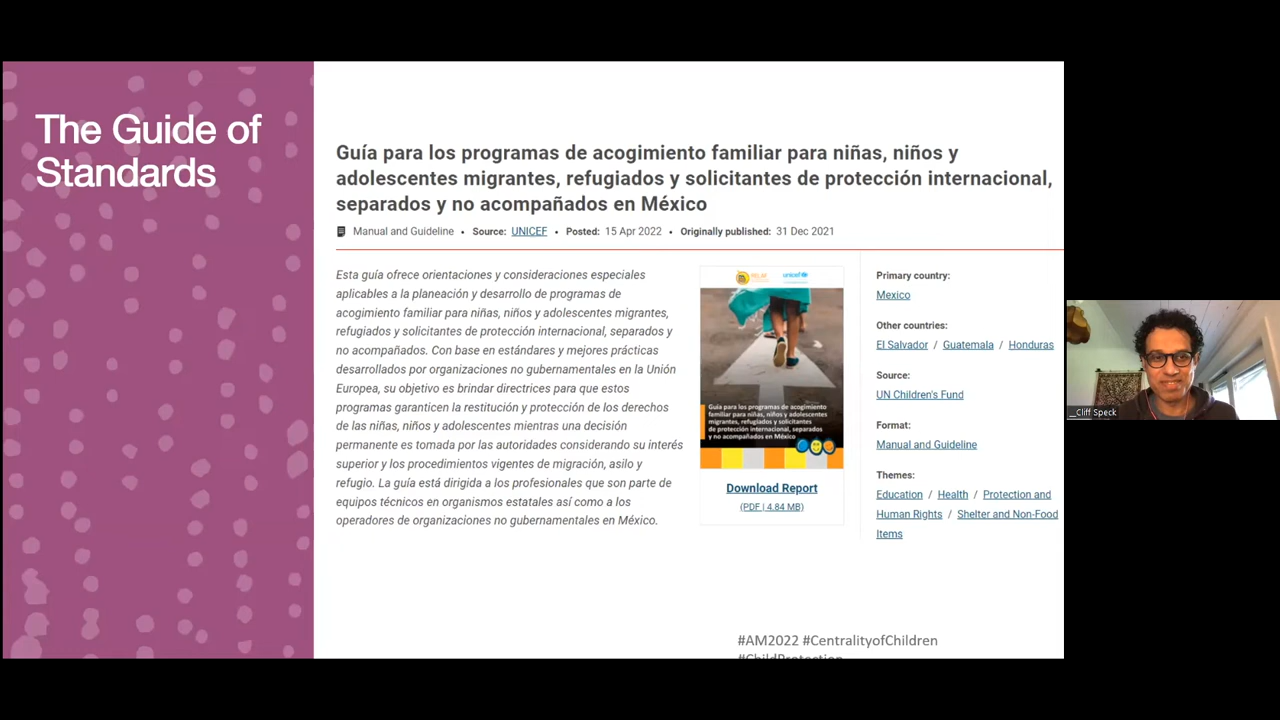 The Guide of
Standards
Guía para los programas de acogimiento familiar para niñas, niños y
adolescentes migrantes, refugiados y solicitantes de protección internacional,
separados y no acompañados en México
Manual and Guideline • Source: UNICEF • Posted: 15 Apr 2022 • Originally published: 31 Dec 2021
Esta guía ofrece orientaciones y consideraciones especiales
aplicables a la planeación y desarrollo de programas de
acogimiento familiar para niñas, niños y adolescentes migrantes,
refugiados y solicitantes de protección internacional, separados y
no acompañados. Con base en estándares y mejores prácticas
desarrollados por organizaciones no gubernamentales en la Unión
Europea, su objetivo es brindar directrices para que estos
programas garanticen la restitución y protección de los derechos
de las niñas, niños y adolescentes mientras una decisión
permanente es tomada por las autoridades considerando su interés
superior y los procedimientos vigentes de migración, asilo y
refugio. La guía está dirigida a los profesionales que son parte de
equipos técnicos en organismos estatales así como a los
operadores de organizaciones no gubernamentales en México.
unicef
Guía para los programas de acogimiento
familiar para niñas, niños y adolescentes
migrantes, refugiados y solicitantes
de protección internacional, separados
y no acompañados en México
Download Report
(PDF | 4.84 MB)
Primary country:
Mexico
Other countries:
El Salvador / Guatemala / Honduras
Source:
UN Children's Fund
Format:
Manual and Guideline
Themes:
Education / Health / Protection and
Human Rights / Shelter and Non-Food
Items
#AM2022 #CentralityofChildren
#ChildProtection
__Cliff Speck